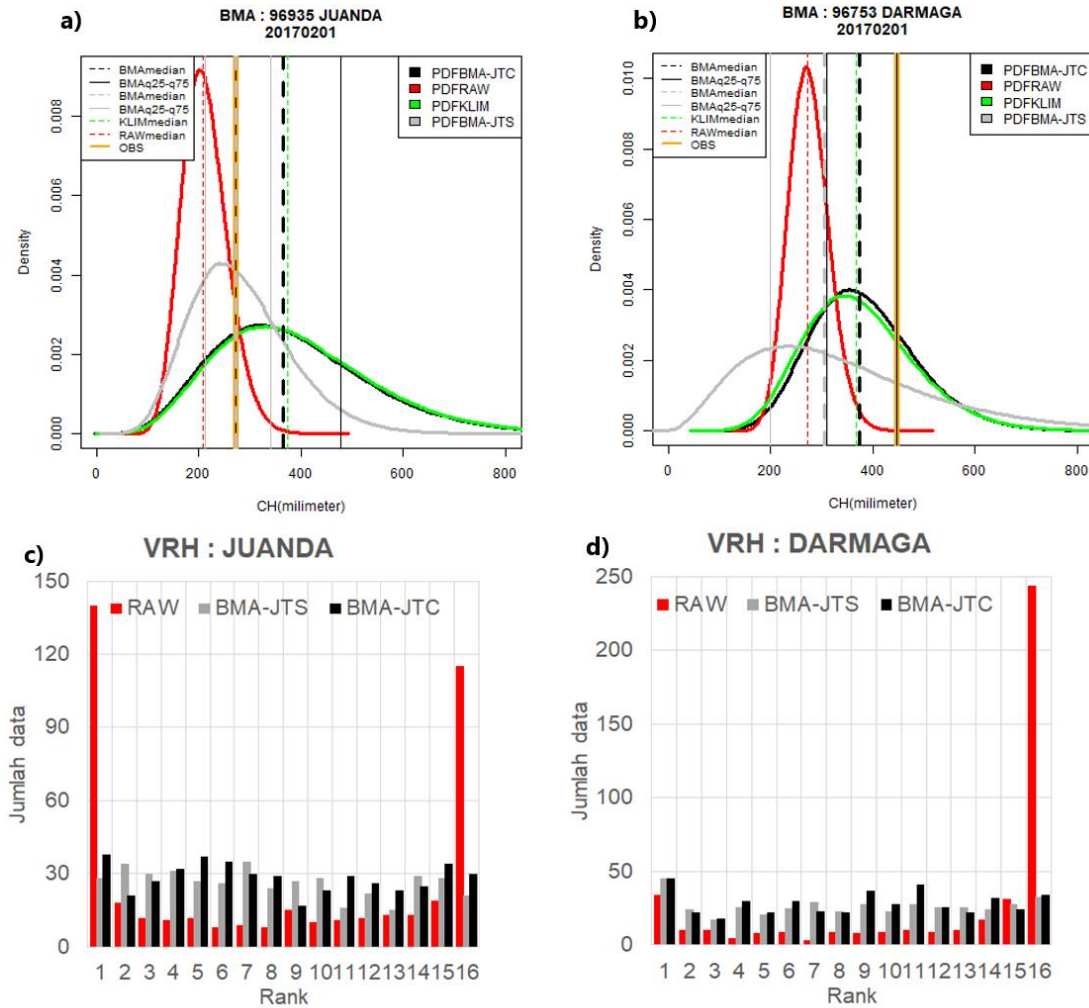 a)
BMA : 96935 JUANDA
20170201
BMAmedian
BMAq25-q75
BMAmedian
BMAq25-q75
KLIMmedian
RAWmedian
OBS
PDFBMA-JTC
PDFRAW
PDFKLIM
PDFBMA-JTS
Density
0.000
0.002
0.004
0.006
0.008
0
200
400
600
800
CH(milimeter)
b)
BMA : 96753 DARMAGA
20170201
BMAmedian
BMAq25-q75
BMAmedian
BMAq25-q75
KLIMmedian
RAWmedian
OBS
PDFBMA-JTC
PDFRAW
PDFKLIM
PDFBMA-JTS
Density
0.000
0.002
0.004
0.006
0.008
0.010
0
200
400
600
800
CH(milimeter)
c)
VRH : JUANDA
RAW BMA-JTS BMA-JTC
Jumlah data
150
120
90
60
30
0
1 2 3 4 5 6 7 8 9 10 11 12 13 14 15 16
Rank
d)
VRH : DARMAGA
RAW BMA-JTS BMA-JTC
Jumlah data
250
200
150
100
50
0
1 2 3 4 5 6 7 8 9 10 11 12 13 14 15 16
Rank